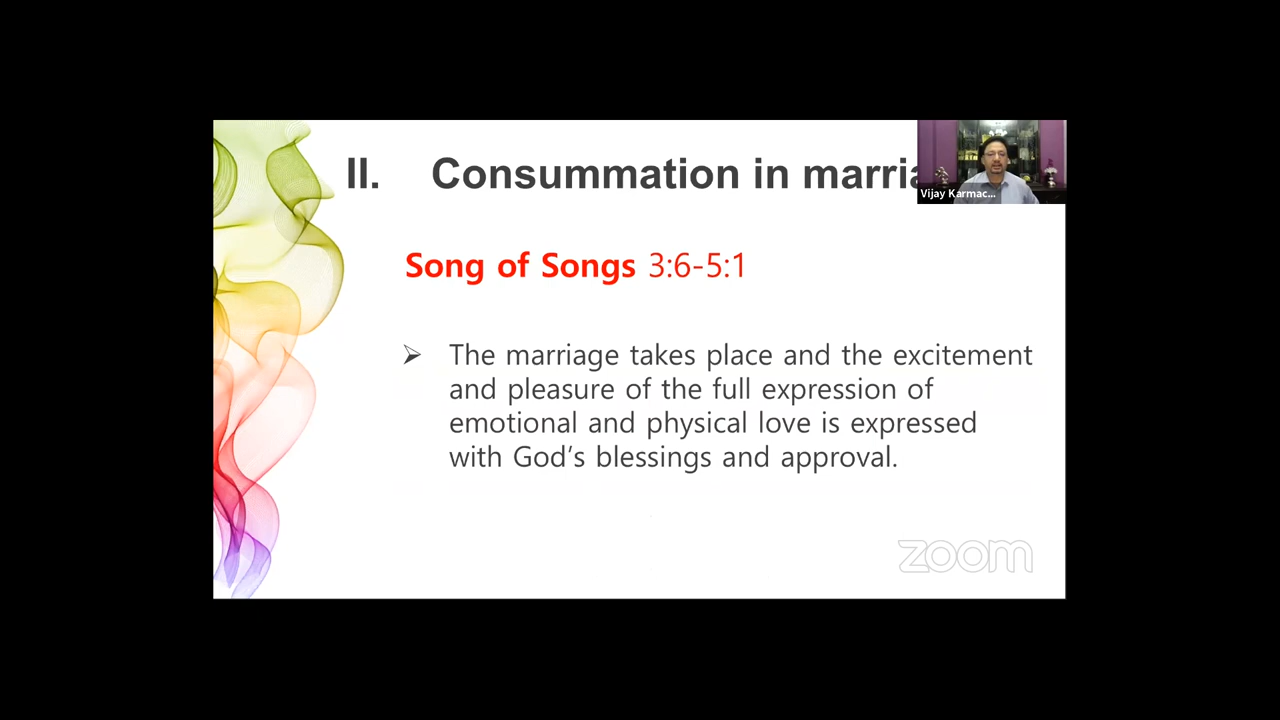 II. Consummation in marria
Vijay Karmac...
Song of Songs 3:6-5:1
➢ The marriage takes place and the excitement
and pleasure of the full expression of
emotional and physical love is expressed
with God’s blessings and approval.
zoom